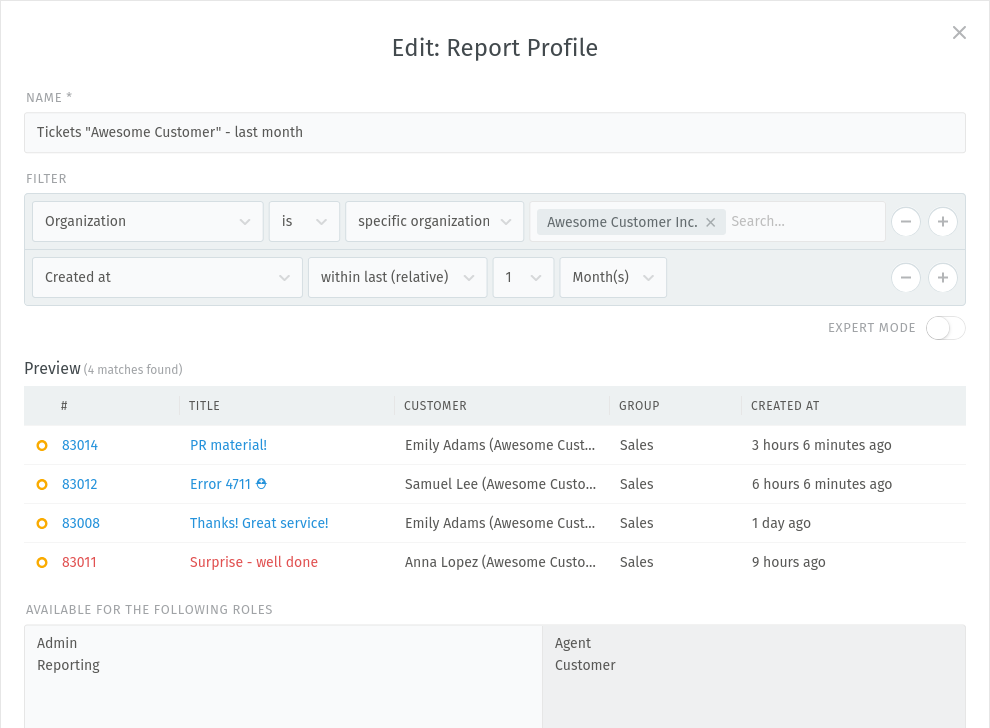 Edit: Report Profile
NAME *
Tickets "Awesome Customer" - last month
FILTER
Organization is specific organization Awesome Customer Inc. Search...
Created at within last (relative) 1 Month(s)
EXPERT MODE
Preview (4 matches found)
# TITLE CUSTOMER GROUP CREATED AT
83014 PR material! Emily Adams (Awesome Cust... Sales 3 hours 6 minutes ago
83012 Error 4711 Samuel Lee (Awesome Custo... Sales 6 hours 6 minutes ago
83008 Thanks! Great service! Emily Adams (Awesome Cust... Sales 1 day ago
83011 Surprise - well done Anna Lopez (Awesome Custo... Sales 9 hours ago
AVAILABLE FOR THE FOLLOWING ROLES
Admin Agent
Reporting Customer